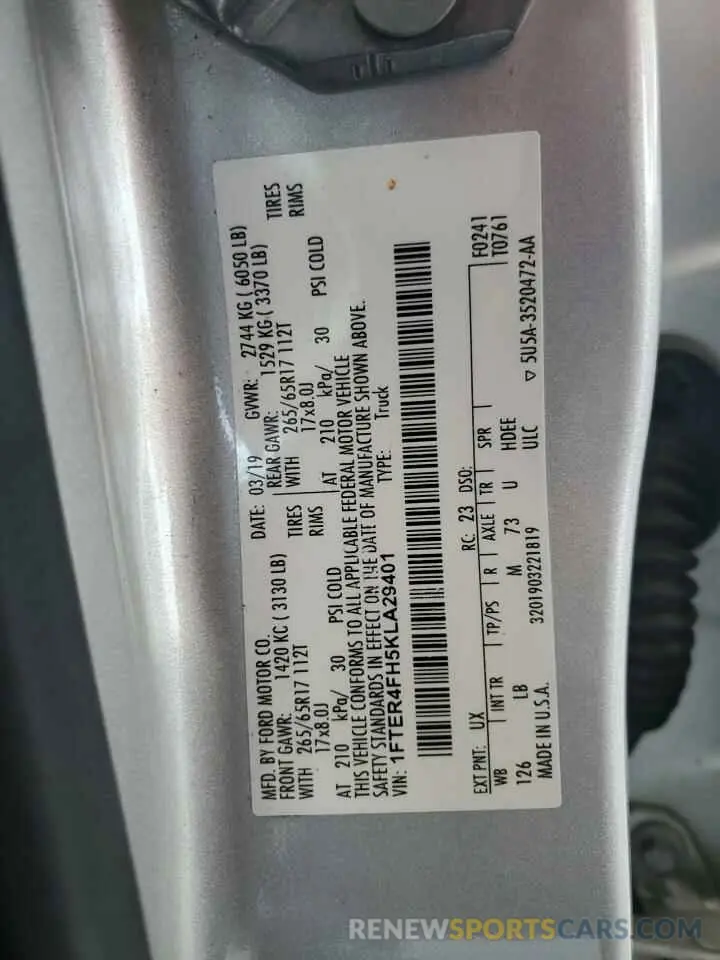 MFD. BY FORD MOTOR CO.
DATE: 03/19 GVWR: 2744 KG ( 6050 LB)
FRONT GAWR: 1420 KG ( 3130 LB) REAR GAWR: 1529 KG ( 3370 LB)
WITH 265/65R17 112T TIRES WITH 265/65R17 112T TIRES
17x8.0J RIMS 17x8.0J RIMS
AT 210 kPa/ 30 PSI COLD AT 210 kPa/ 30 PSI COLD
THIS VEHICLE CONFORMS TO ALL APPLICABLE FEDERAL MOTOR VEHICLE
SAFETY STANDARDS IN EFFECT ON THE DATE OF MANUFACTURE SHOWN ABOVE.
VIN: 1FTER4FH5KLA29401 TYPE: Truck
EXT PNT: UX RC: 23 DSO: F0241
WB INT TR TP/PS R AXLE TR SPR T0761
126 LB M 73 U HDEE
MADE IN U.S.A. 3201903221819 ULC ▽ 5U5A-3520472-AA
RENEWSPORTSCARS.COM